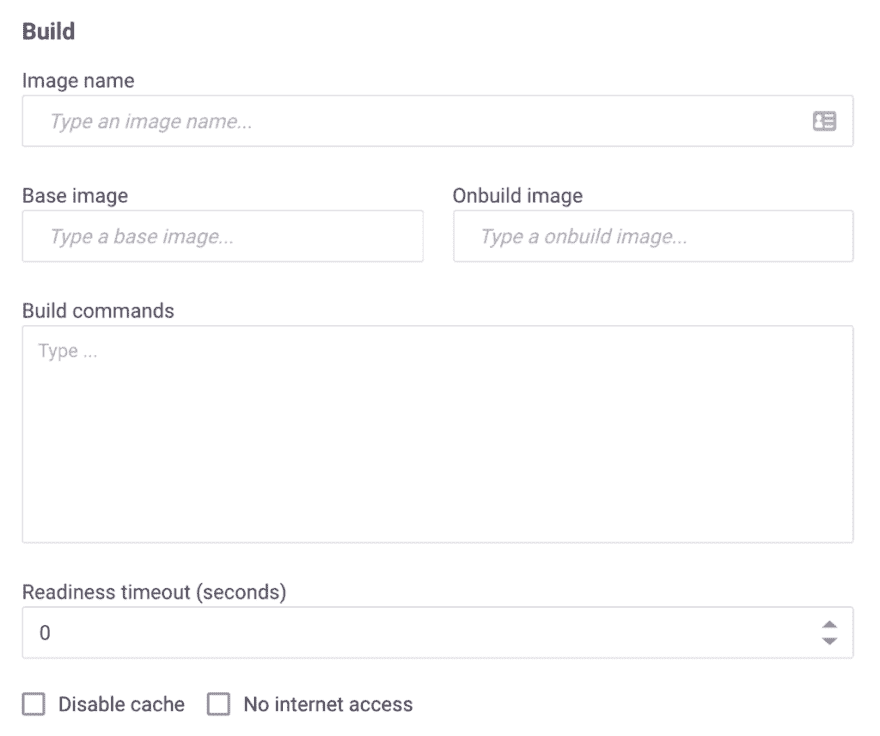 Build
Image name
Type an image name...
Base image
Onbuild image
Type a base image...
Type a onbuild image...
Build commands
Type ...
Readiness timeout (seconds)
0
Disable cache
No internet access